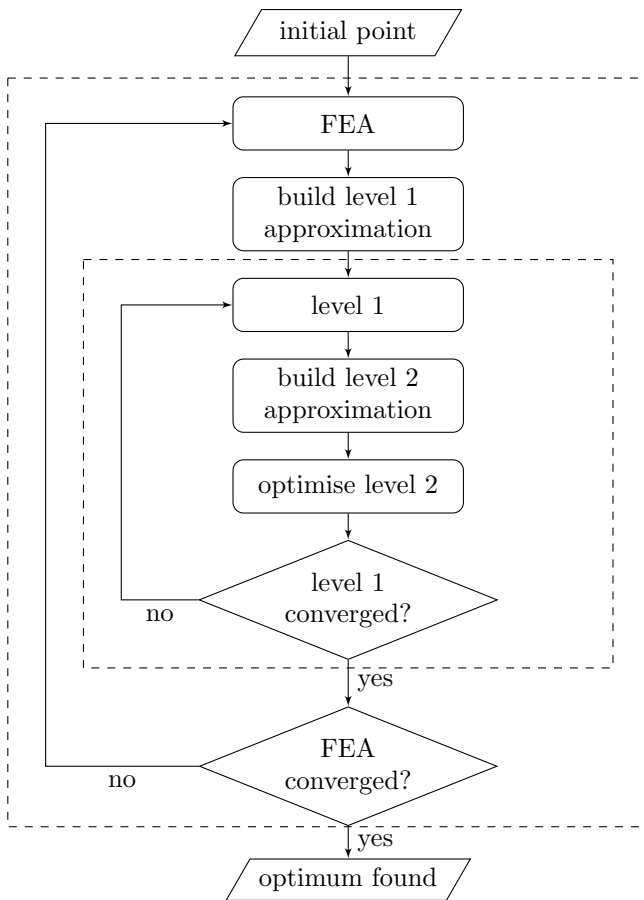 initial point
FEA
build level 1
approximation
level 1
build level 2
approximation
optimise level 2
level 1
converged?
no
yes
FEA
converged?
no
yes
optimum found